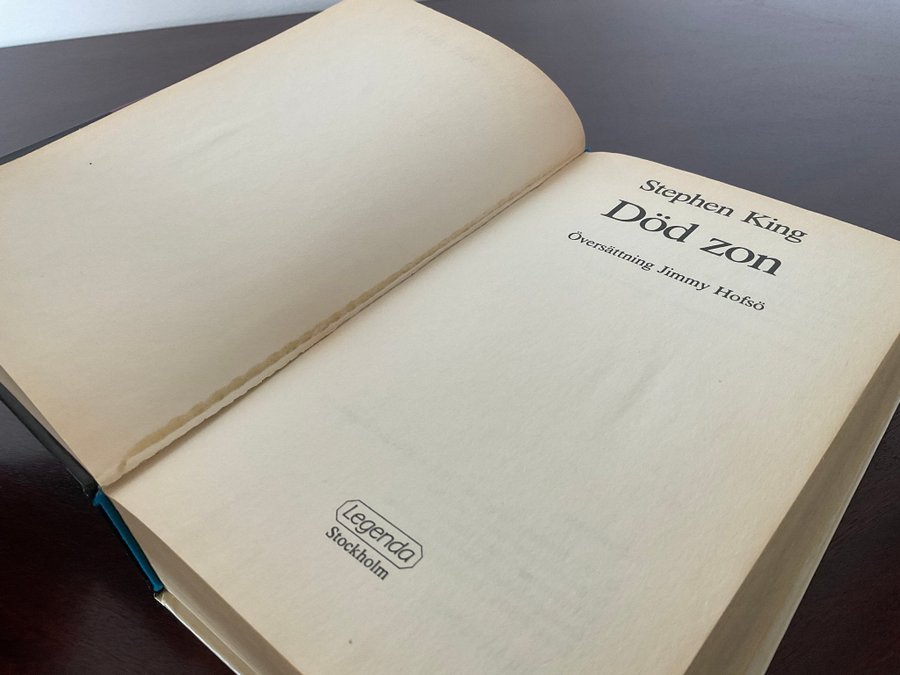 Stephen King
Död zon
Översättning Jimmy Hofsö
Legenda
Stockholm